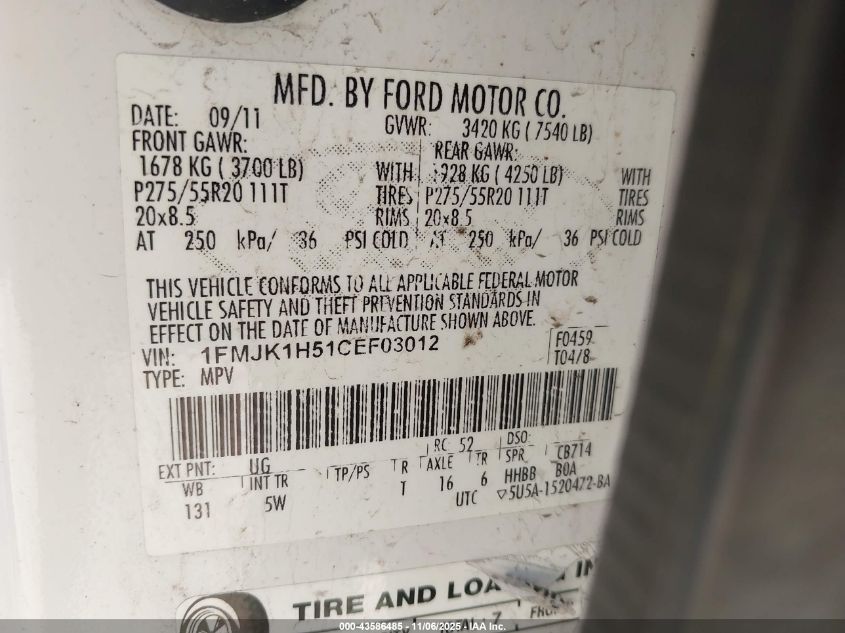 MFD. BY FORD MOTOR CO.
DATE: 09/11 GVWR: 3420 KG ( 7540 LB)
FRONT GAWR: REAR GAWR:
1678 KG ( 3700 LB) WITH 1928 KG ( 4250 LB) WITH
P275/55R20 111T TIRES P275/55R20 111T TIRES
20x8.5 RIMS 20x8.5 RIMS
AT 250 kPa/ 36 PSI COLD AT 250 kPa/ 36 PSI COLD
THIS VEHICLE CONFORMS TO ALL APPLICABLE FEDERAL MOTOR
VEHICLE SAFETY AND THEFT PREVENTION STANDARDS IN
EFFECT ON THE DATE OF MANUFACTURE SHOWN ABOVE.
VIN: 1FMJK1H51CEF03012 F0459
TYPE: MPV T04/8
RC 52 DSO
EXT PNT: UG TP/PS R AXLE TR SPR CB714
WB INT TR T 16 6 HHBB B0A
131 5W UTC 5U5A-1520472-BA
TIRE AND LOA IN
7 FRO
000-43586485 - 11/06/2025 - IAA Inc.